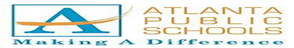 ATLANTA
PUBLIC
SCHOOLS
Making A Difference